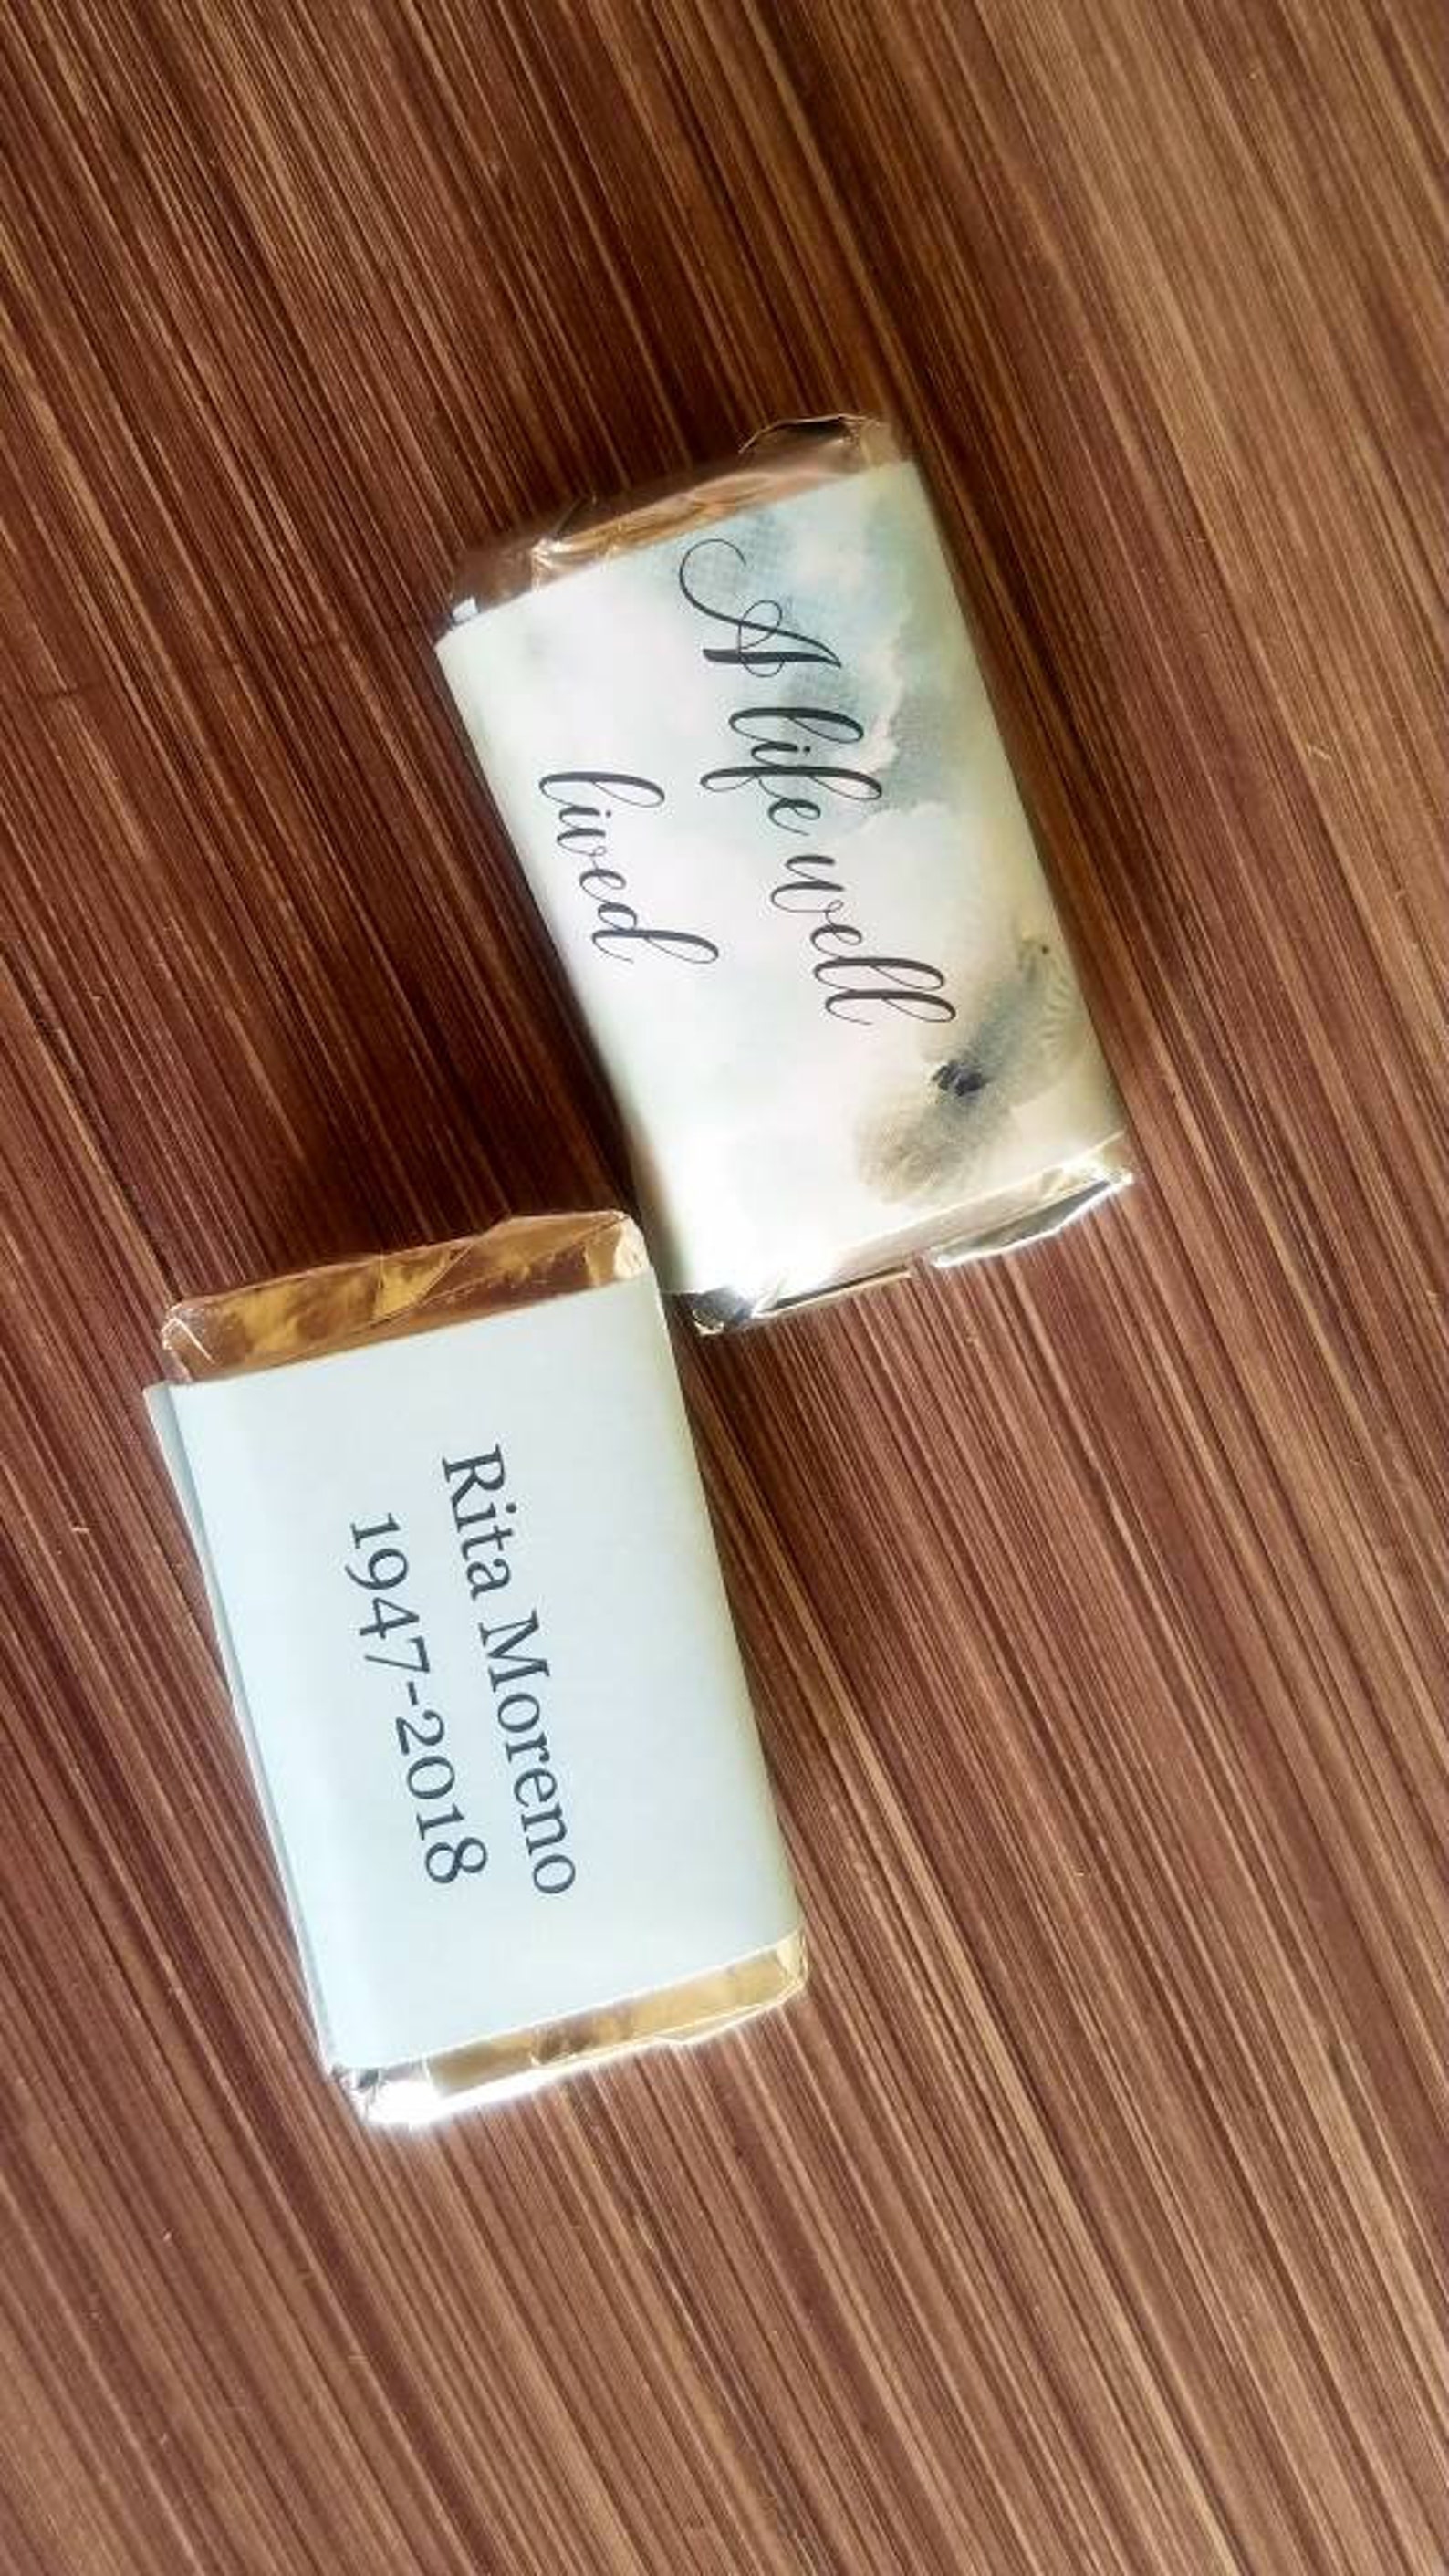 A life well
lived
Rita Moreno
1947-2018